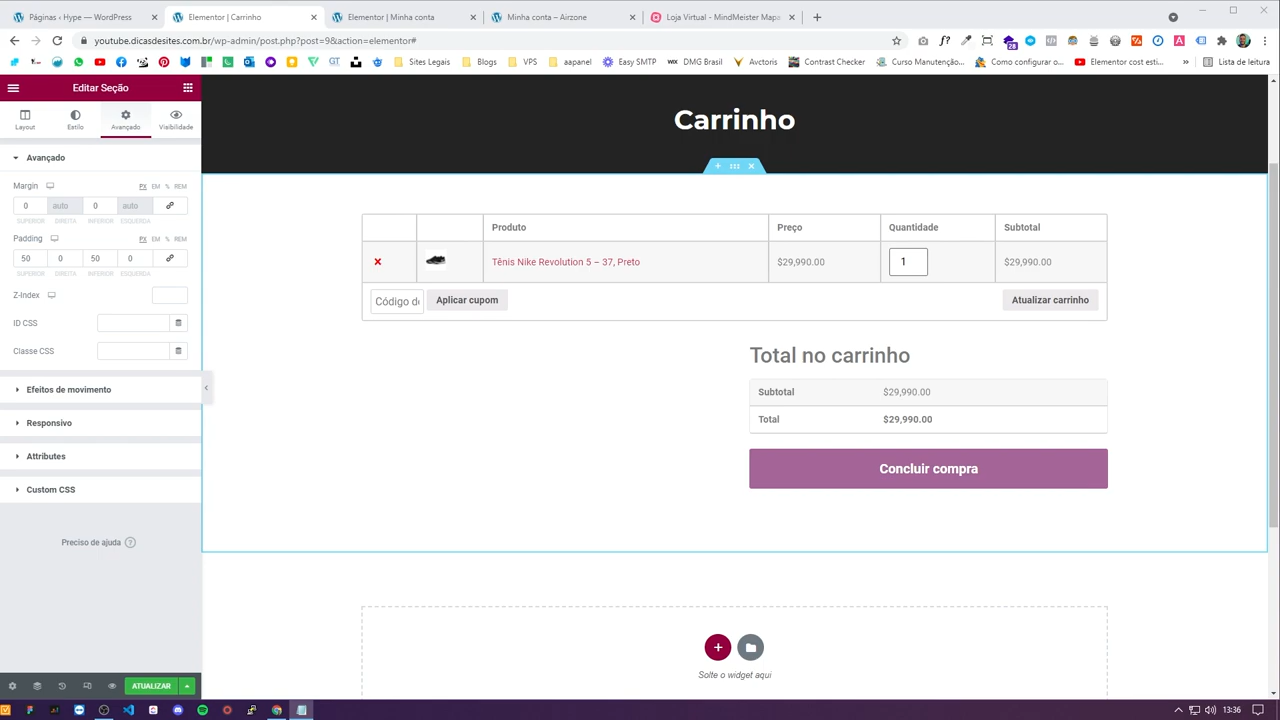 Páginas ‹ Hype — WordPress
Elementor | Carrinho
Elementor | Minha conta
Minha conta – Airzone
Loja Virtual - MindMeister Mapa
youtube.dicasdesites.com.br/wp-admin/post.php?post=9&action=elementor#
28
Sites Legais
Blogs
VPS
aapanel
Easy SMTP
WIX
DMG Brasil
Avctoris
Contrast Checker
Curso Manutenção...
Como configurar o...
Elementor cost esti...
»
Lista de leitura
Editar Seção
Layout
Estilo
Avançado
Visibilidade
Avançado
Margin
PX EM % REM
0 auto 0 auto
SUPERIOR DIREITA INFERIOR ESQUERDA
Padding
PX EM % REM
50 0 50 0
SUPERIOR DIREITA INFERIOR ESQUERDA
Z-Index
ID CSS
Classe CSS
Efeitos de movimento
Responsivo
Attributes
Custom CSS
Preciso de ajuda ?
ATUALIZAR
Carrinho
Produto Preço Quantidade Subtotal
Tênis Nike Revolution 5 – 37, Preto $29,990.00 1 $29,990.00
Código de Aplicar cupom Atualizar carrinho
Total no carrinho
Subtotal $29,990.00
Total $29,990.00
Concluir compra
Solte o widget aqui
13:36